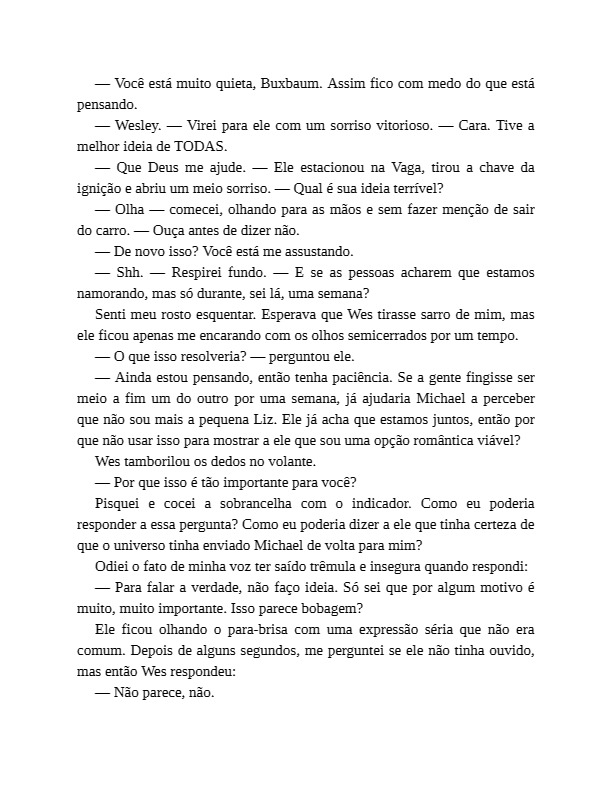 — Você está muito quieta, Buxbaum. Assim fico com medo do que está
pensando.
— Wesley. — Virei para ele com um sorriso vitorioso. — Cara. Tive a
melhor ideia de TODAS.
— Que Deus me ajude. — Ele estacionou na Vaga, tirou a chave da
ignição e abriu um meio sorriso. — Qual é sua ideia terrível?
— Olha — comecei, olhando para as mãos e sem fazer menção de sair
do carro. — Ouça antes de dizer não.
— De novo isso? Você está me assustando.
— Shh. — Respirei fundo. — E se as pessoas acharem que estamos
namorando, mas só durante, sei lá, uma semana?
Senti meu rosto esquentar. Esperava que Wes tirasse sarro de mim, mas
ele ficou apenas me encarando com os olhos semicerrados por um tempo.
— O que isso resolveria? — perguntou ele.
— Ainda estou pensando, então tenha paciência. Se a gente fingisse ser
meio a fim um do outro por uma semana, já ajudaria Michael a perceber
que não sou mais a pequena Liz. Ele já acha que estamos juntos, então por
que não usar isso para mostrar a ele que sou uma opção romântica viável?
Wes tamborilou os dedos no volante.
— Por que isso é tão importante para você?
Pisquei e cocei a sobrancelha com o indicador. Como eu poderia
responder a essa pergunta? Como eu poderia dizer a ele que tinha certeza de
que o universo tinha enviado Michael de volta para mim?
Odiei o fato de minha voz ter saído trêmula e insegura quando respondi:
— Para falar a verdade, não faço ideia. Só sei que por algum motivo é
muito, muito importante. Isso parece bobagem?
Ele ficou olhando o para-brisa com uma expressão séria que não era
comum. Depois de alguns segundos, me perguntei se ele não tinha ouvido,
mas então Wes respondeu:
— Não parece, não.